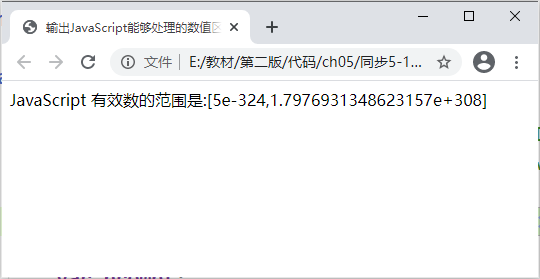 输出JavaScript能够处理的数值
文件 E:/教材/第二版/代码/ch05/同步5-1...
JavaScript 有效数的范围是:[5e-324,1.7976931348623157e+308]